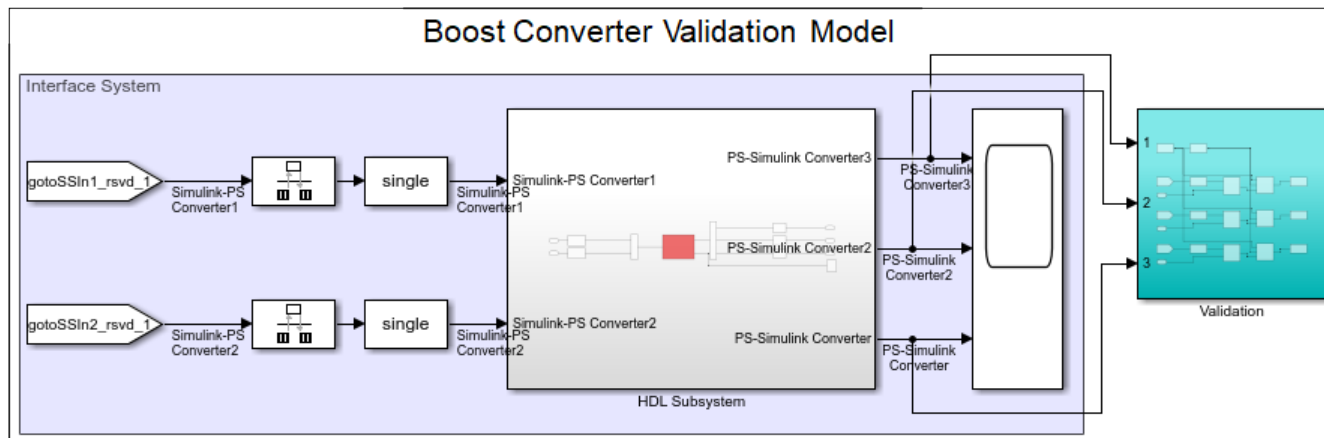 Boost Converter Validation Model
Interface System
gotoSSIn1_rsvd_1
Simulink-PS
Converter1
single
Simulink-PS
Converter1
Simulink-PS Converter1
PS-Simulink Converter3
PS-Simulink
Converter3
PS-Simulink Converter2
PS-Simulink
Converter2
gotoSSIn2_rsvd_1
Simulink-PS
Converter2
single
Simulink-PS
Converter2
Simulink-PS Converter2
PS-Simulink Converter
PS-Simulink
Converter
HDL Subsystem
1
2
3
Validation